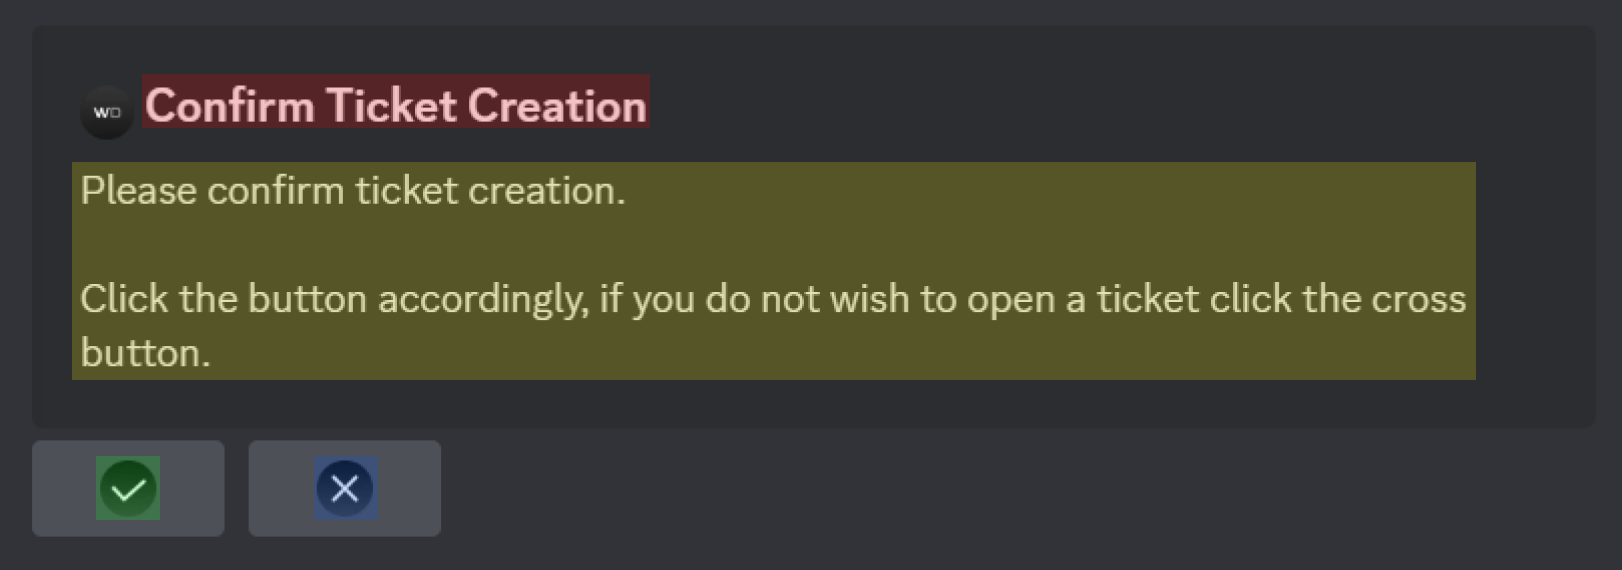 WD Confirm Ticket Creation
Please confirm ticket creation.
Click the button accordingly, if you do not wish to open a ticket click the cross
button.